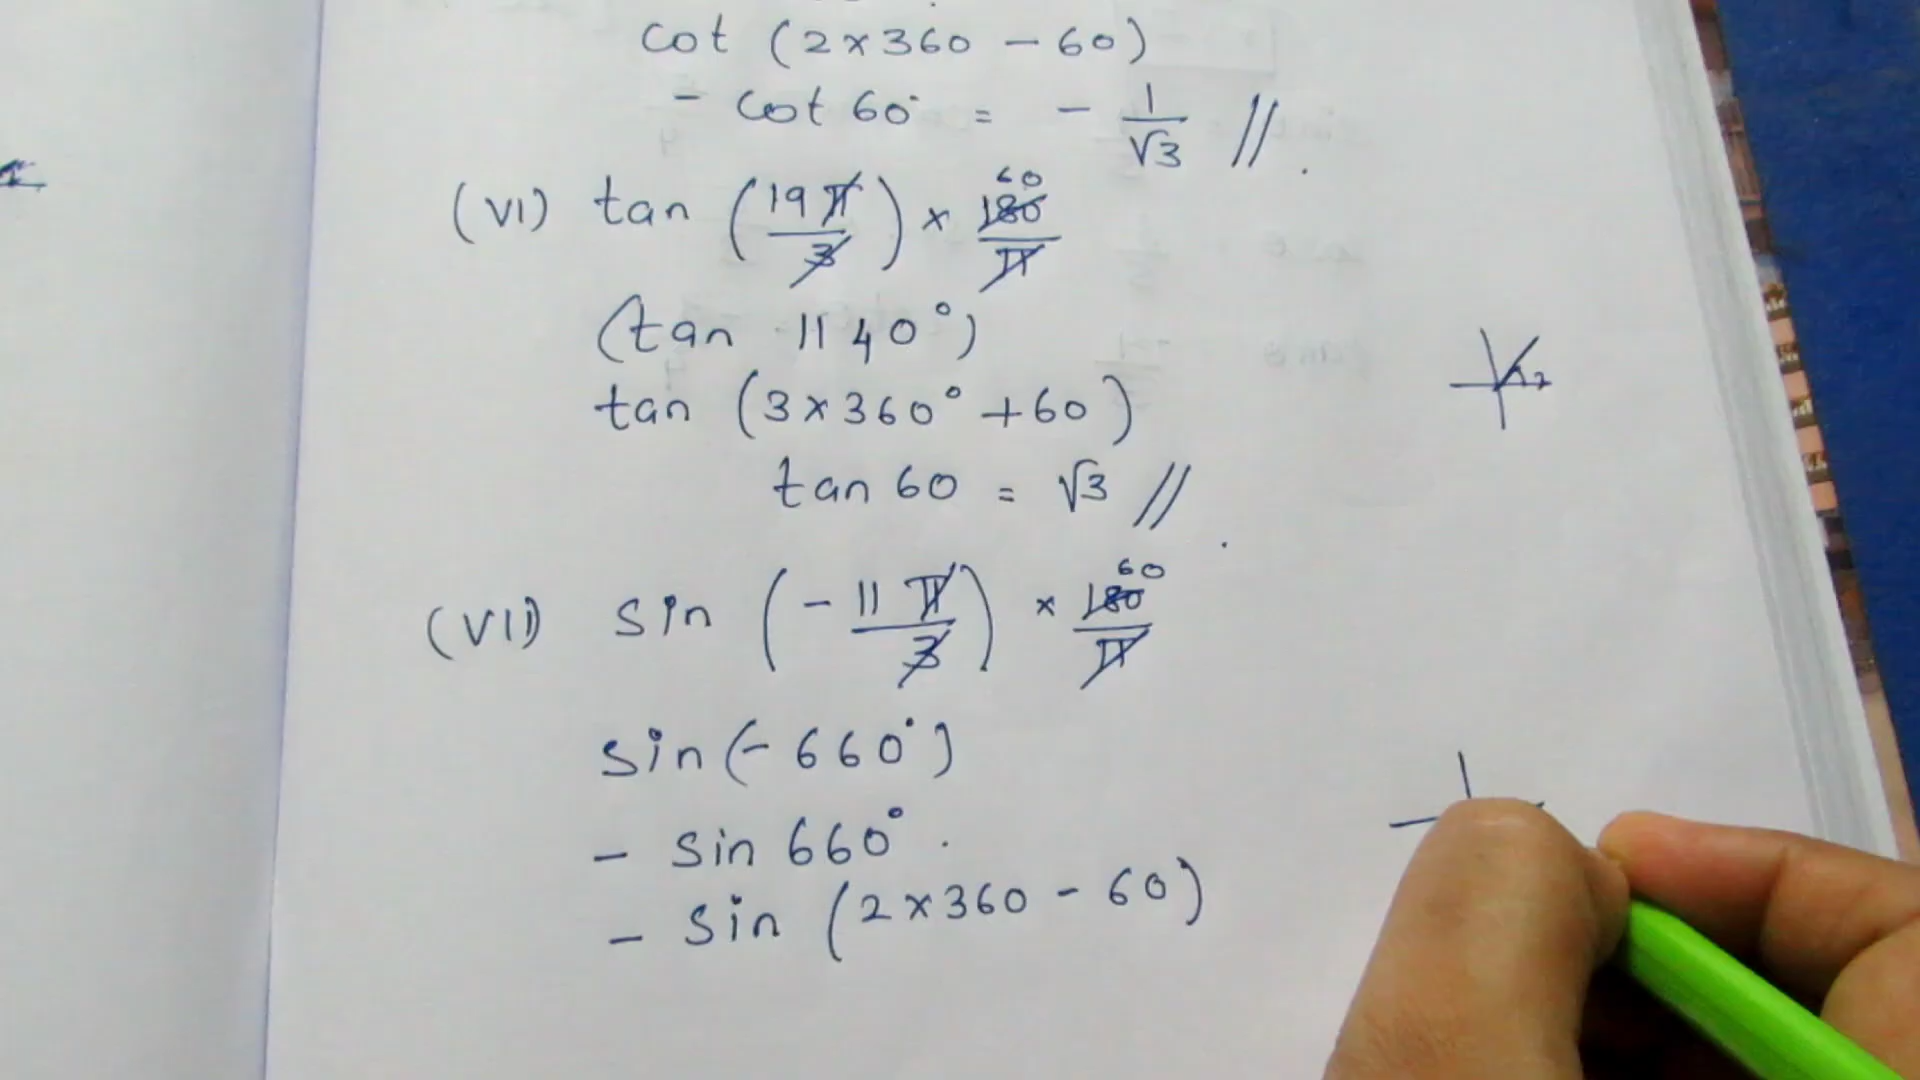 cot (2×360 - 60)
- cot 60° = - 1/√3 //.
(VI) tan (19π/3) × 180/π 60
(tan 1140°)
tan (3×360° + 60)
tan 60 = √3 //.
(VII) sin (-11π/3) × 180/π 60
sin(-660°)
- sin 660°.
- sin (2×360 - 60)